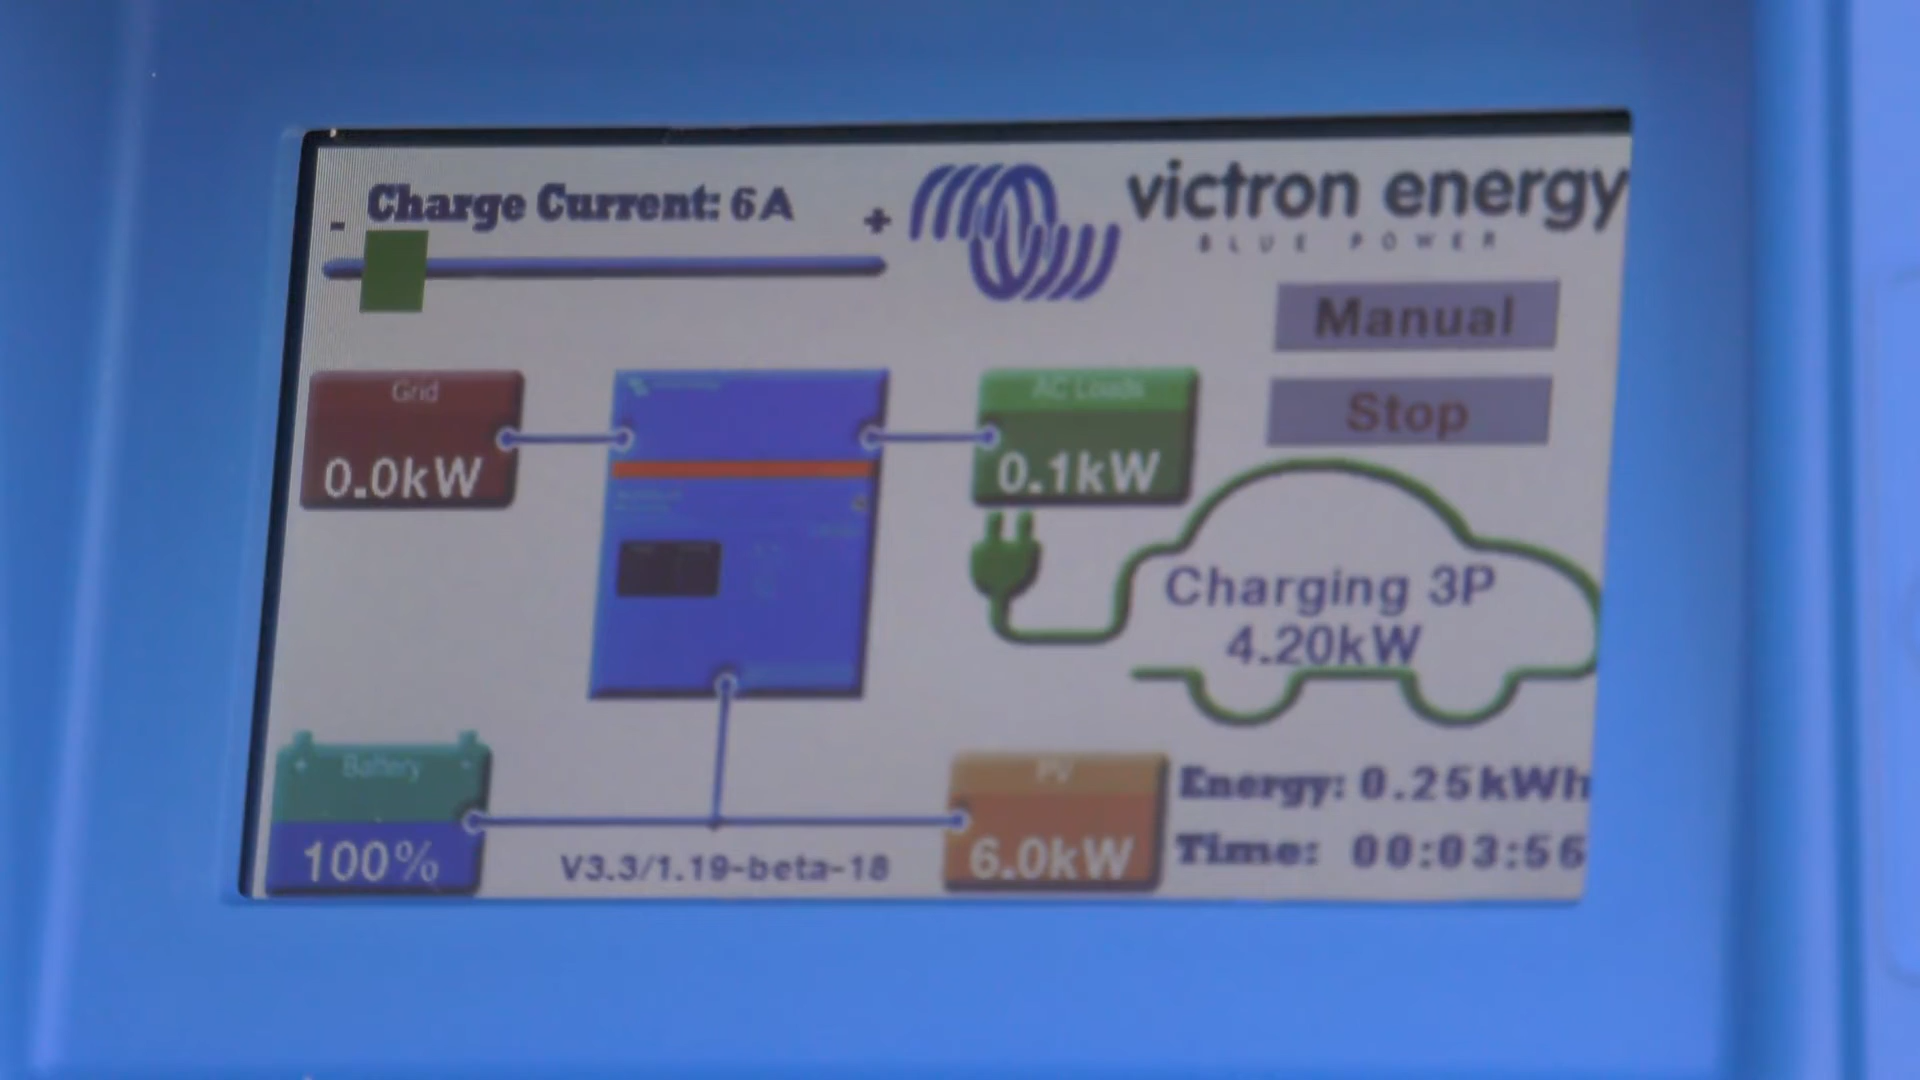 - Charge Current: 6A +
victron energy
BLUE POWER
Manual
Stop
Grid
0.0kW
AC Loads
0.1kW
Charging 3P
4.20kW
Battery
+ -
100%
V3.3/1.19-beta-18
PV
6.0kW
Energy: 0.25kWh
Time: 00:03:56